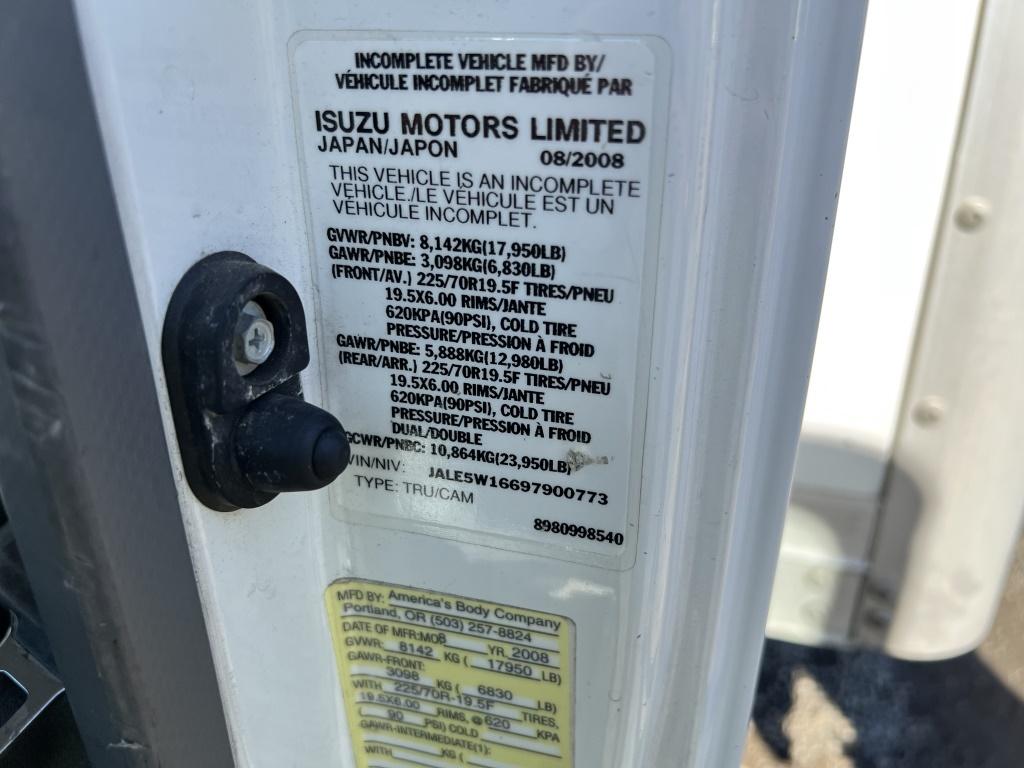 INCOMPLETE VEHICLE MFD BY/
VÉHICULE INCOMPLET FABRIQUÉ PAR
ISUZU MOTORS LIMITED
JAPAN/JAPON 08/2008
THIS VEHICLE IS AN INCOMPLETE
VEHICLE./LE VÉHICULE EST UN
VÉHICULE INCOMPLET.
GVWR/PNBV: 8,142KG(17,950LB)
GAWR/PNBE: 3,098KG(6,830LB)
(FRONT/AV.) 225/70R19.5F TIRES/PNEU
19.5X6.00 RIMS/JANTE
620KPA(90PSI), COLD TIRE
PRESSURE/PRESSION À FROID
GAWR/PNBE: 5,888KG(12,980LB)
(REAR/ARR.) 225/70R19.5F TIRES/PNEU
19.5X6.00 RIMS/JANTE
620KPA(90PSI), COLD TIRE
PRESSURE/PRESSION À FROID
DUAL/DOUBLE
GCWR/PNBC: 10,864KG(23,950LB)
VIN/NIV: JALE5W16697900773
TYPE: TRU/CAM
8980998540
MFD BY: America's Body Company
Portland, OR (503) 257-8824
DATE OF MFR:MO8 YR. 2008
GVWR: 8142 KG ( 17950 LB)
GAWR-FRONT:
3098 KG ( 6830 LB)
WITH 225/70R-19.5F TIRES,
19.5X6.00 RIMS, @ 620 KPA
( 90 PSI) COLD
GAWR-INTERMEDIATE(1):
WITH KG (